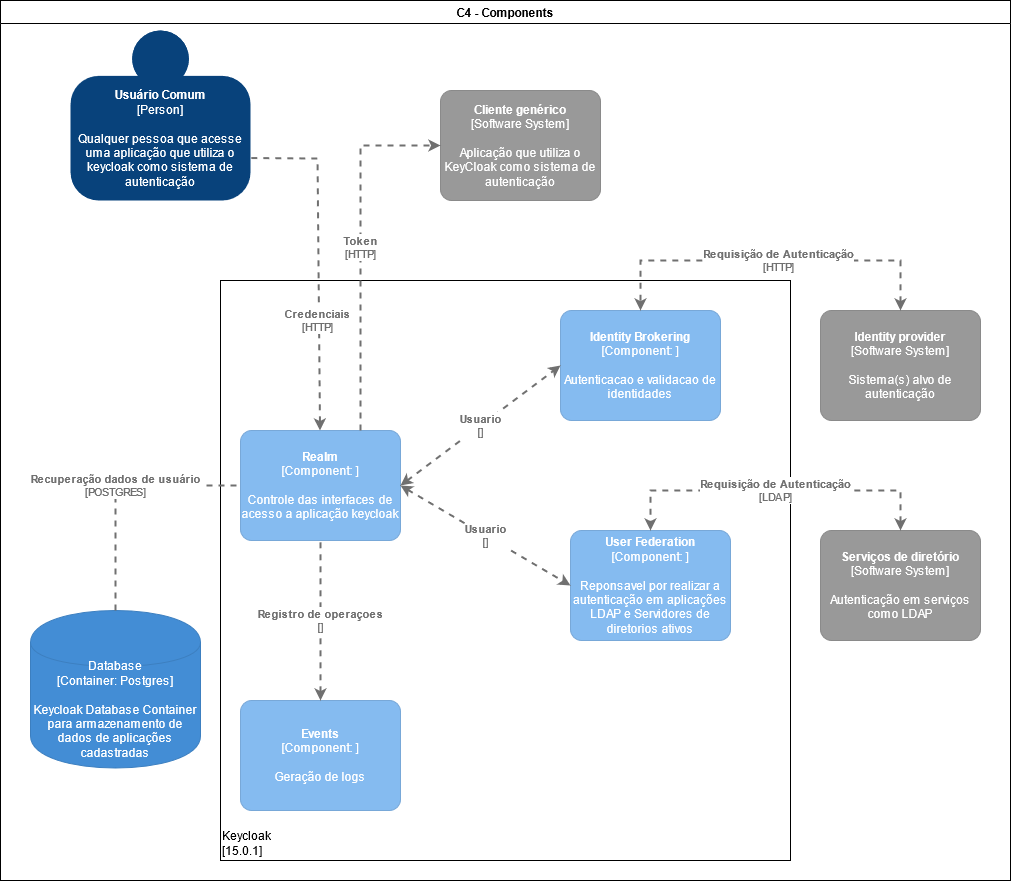 C4 - Components
Usuário Comum
[Person]
Qualquer pessoa que acesse
uma aplicação que utiliza o
keycloak como sistema de
autenticação
Cliente genérico
[Software System]
Aplicação que utiliza o
KeyCloak como sistema de
autenticação
Token
[HTTP]
Requisição de Autenticação
[HTTP]
Credenciais
[HTTP]
Identity Brokering
[Component: ]
Autenticacao e validacao de
identidades
Identity provider
[Software System]
Sistema(s) alvo de
autenticação
Usuario
[]
Realm
[Component: ]
Controle das interfaces de
acesso a aplicação keycloak
Recuperação dados de usuário
[POSTGRES]
Requisição de Autenticação
[LDAP]
Usuario
[]
User Federation
[Component: ]
Reponsavel por realizar a
autenticação em aplicações
LDAP e Servidores de
diretorios ativos
Serviços de diretório
[Software System]
Autenticação em serviços
como LDAP
Registro de operaçoes
[]
Database
[Container: Postgres]
Keycloak Database Container
para armazenamento de
dados de aplicações
cadastradas
Events
[Component: ]
Geração de logs
Keycloak
[15.0.1]